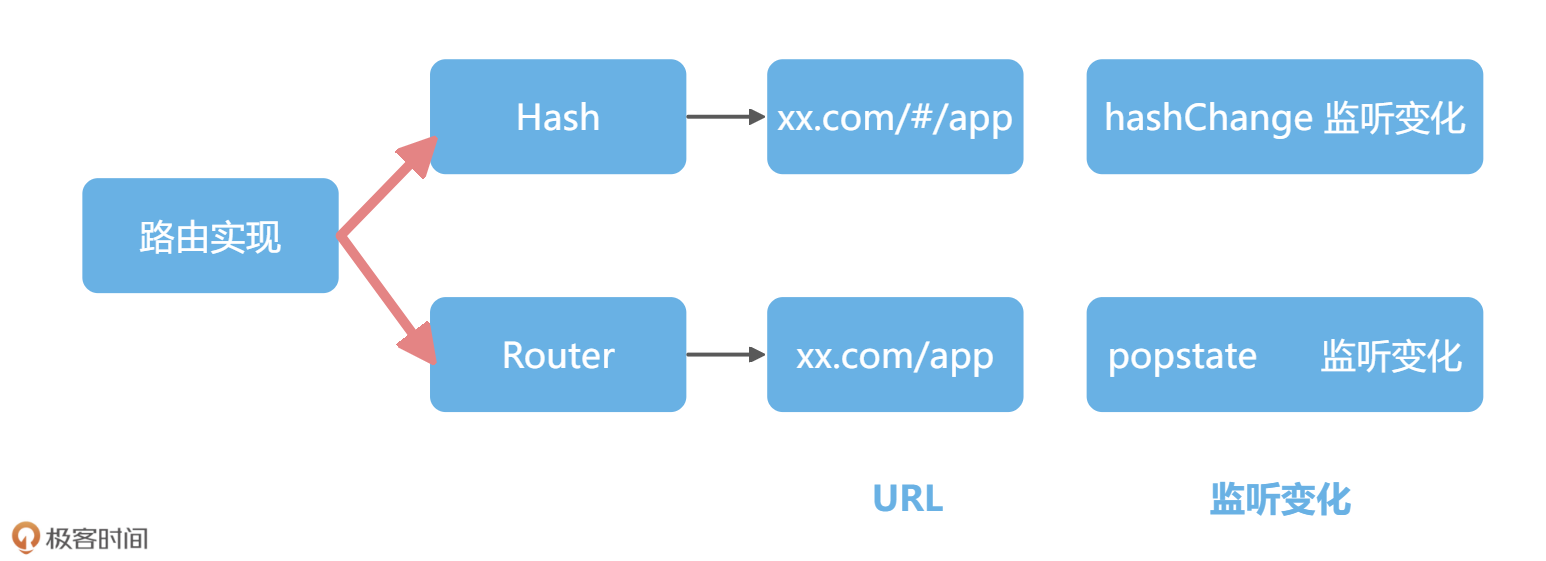 Hash
xx.com/#/app
hashChange 监听变化
路由实现
Router
xx.com/app
popstate 监听变化
URL
监听变化
极客时间